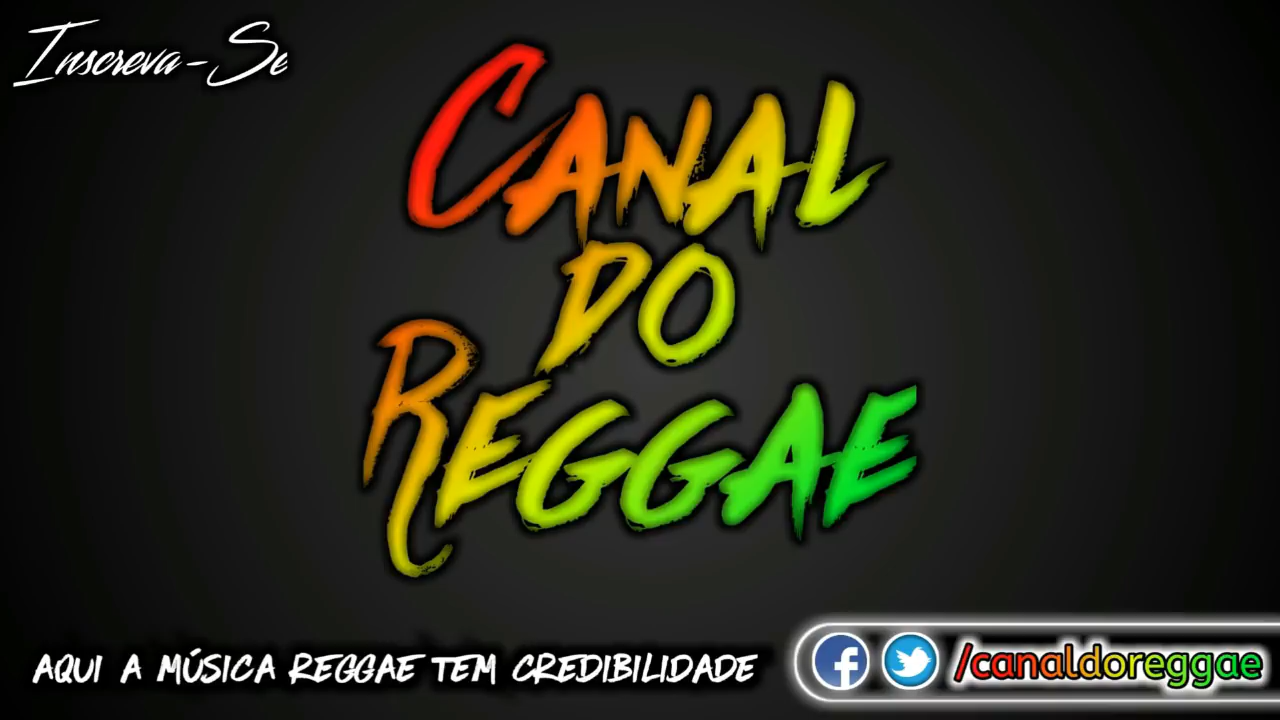 Inscreva-Se
CANAL
DO
REGGAE
AQUI A MÚSICA REGGAE TEM CREDIBILIDADE
/canaldoreggae